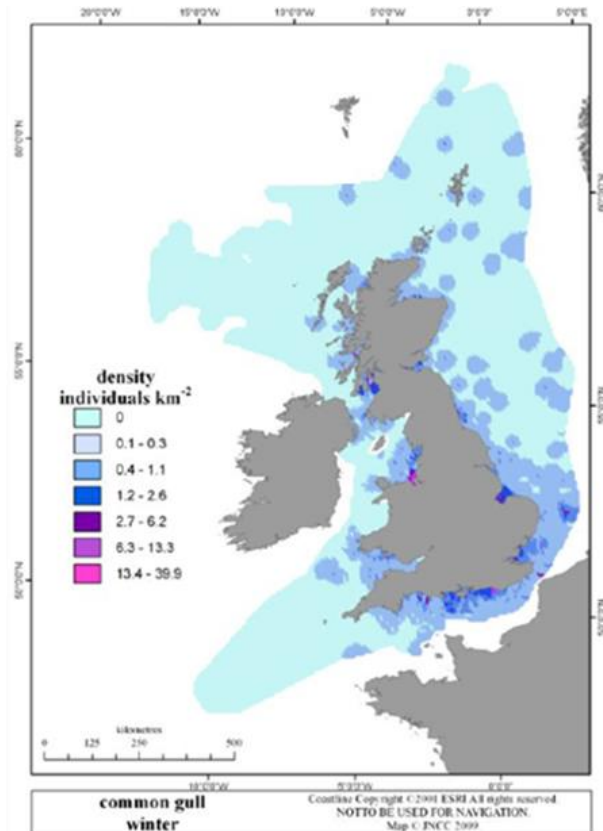 20°0'0"W 15°0'0"W 10°0'0"W 5°0'0"W 5°0'0"E
60°0'0"N
55°0'0"N
50°0'0"N
density
individuals km⁻²
0
0.1 - 0.3
0.4 - 1.1
1.2 - 2.6
2.7 - 6.2
6.3 - 13.3
13.4 - 39.9
kilometres
0 125 250 500
10°0'0"W 5°0'0"W 0°0'0"
common gull
winter
Coastline Copyright ©2001 ESRI All rights reserved
NOT TO BE USED FOR NAVIGATION.
Map © JNCC 2009